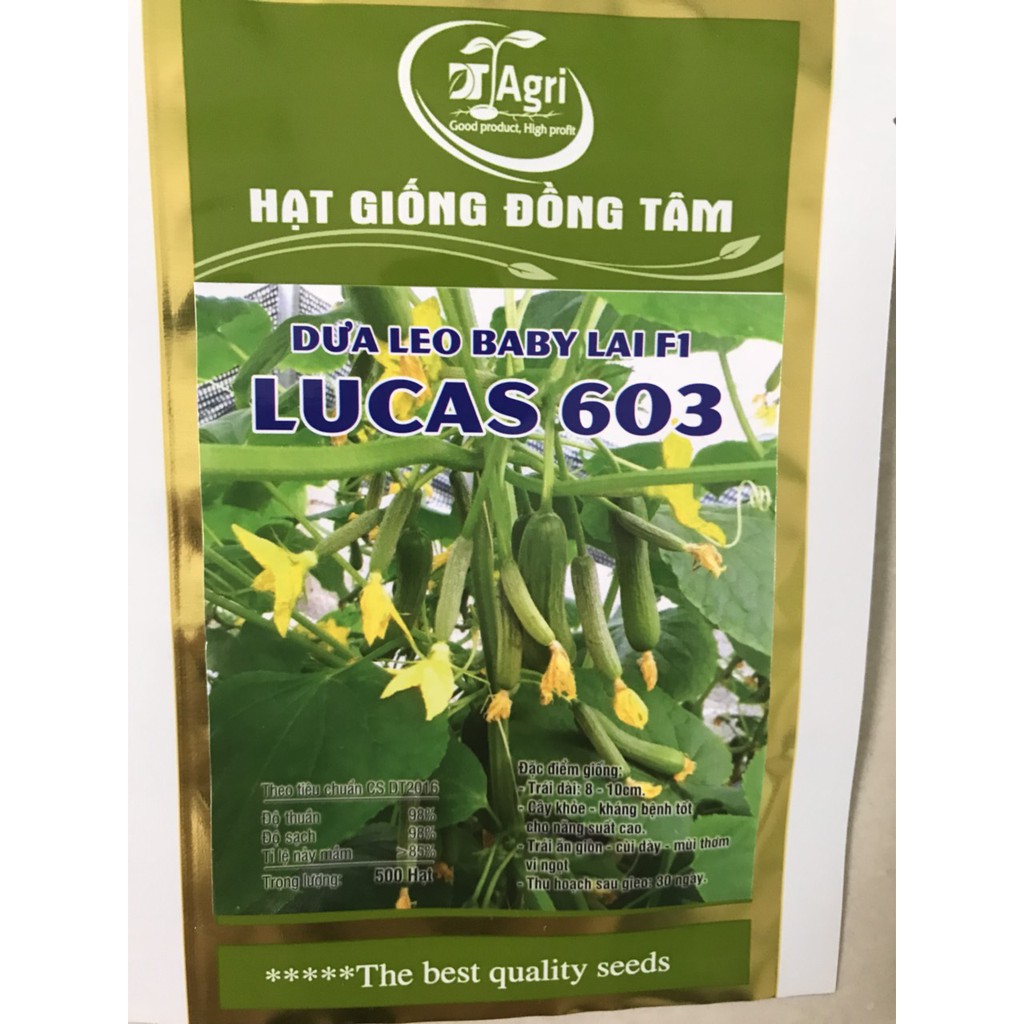 DT Agri
Good product, High profit
HẠT GIỐNG ĐỒNG TÂM
DƯA LEO BABY LAI F1
LUCAS 603
Theo tiêu chuẩn CS DT2016
Độ thuần 98%
Độ sạch 98%
Tỉ lệ nảy mầm >85%
Trọng lượng: 500 Hạt
Đặc điểm giống:
- Trái dài: 8 - 10cm.
- Cây khỏe - kháng bệnh tốt
cho năng suất cao.
- Trái ăn giòn - cùi dày - mùi thơm
vị ngọt
- Thu hoạch sau gieo: 30 ngày.
*****The best quality seeds